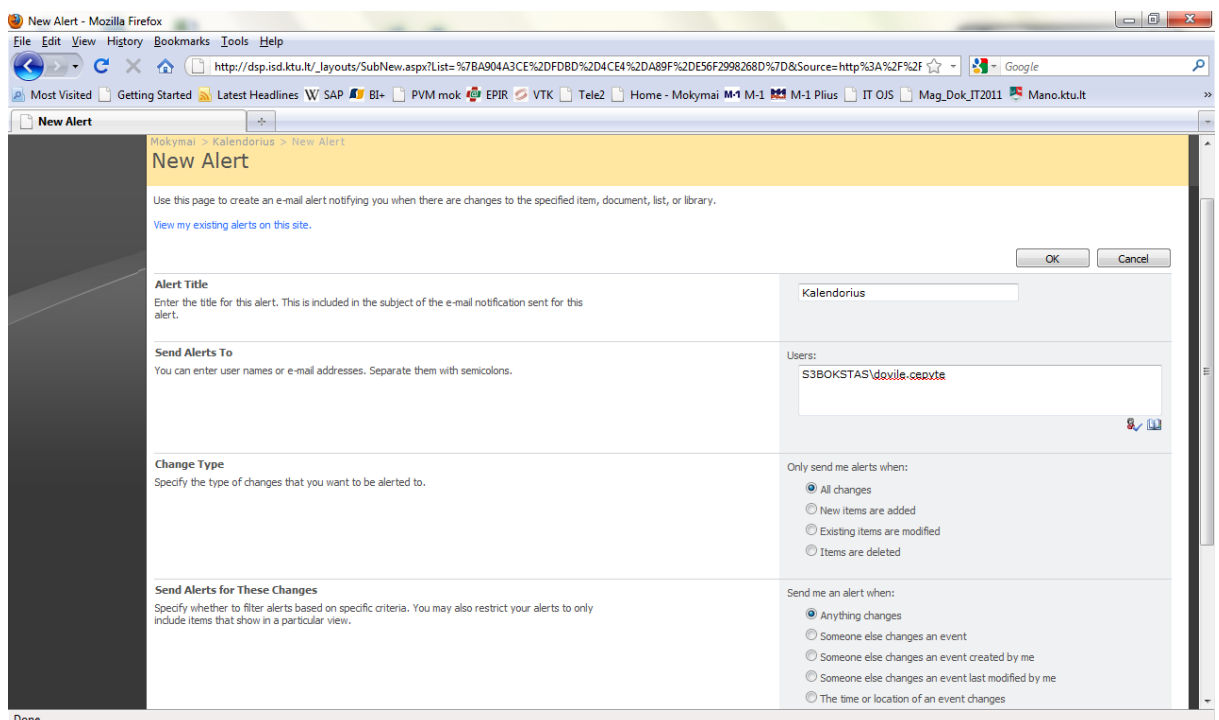 New Alert - Mozilla Firefox
File Edit View History Bookmarks Tools Help
http://dsp.isd.ktu.lt/_layouts/SubNew.aspx?List=%7BA904A3CE%2DFDBD%2D4CE4%2DA89F%2DE56F2998268D%7D&Source=http%3A%2F%2F
Google
Most Visited Getting Started Latest Headlines SAP BI+ PVM mok EPIR VTK Tele2 Home - Mokymai M-1 M-1 M-1 Plius IT OJS Mag_Dok_IT2011 Mano.ktu.lt »
New Alert
Mokymai > Kalendorius > New Alert
New Alert
Use this page to create an e-mail alert notifying you when there are changes to the specified item, document, list, or library.
View my existing alerts on this site.
OK Cancel
Alert Title
Enter the title for this alert. This is included in the subject of the e-mail notification sent for this
alert.
Kalendorius
Send Alerts To
You can enter user names or e-mail addresses. Separate them with semicolons.
Users:
S3BOKSTAS\dovile.cepyte
Change Type
Specify the type of changes that you want to be alerted to.
Only send me alerts when:
All changes
New items are added
Existing items are modified
Items are deleted
Send Alerts for These Changes
Specify whether to filter alerts based on specific criteria. You may also restrict your alerts to only
include items that show in a particular view.
Send me an alert when:
Anything changes
Someone else changes an event
Someone else changes an event created by me
Someone else changes an event last modified by me
The time or location of an event changes
Done